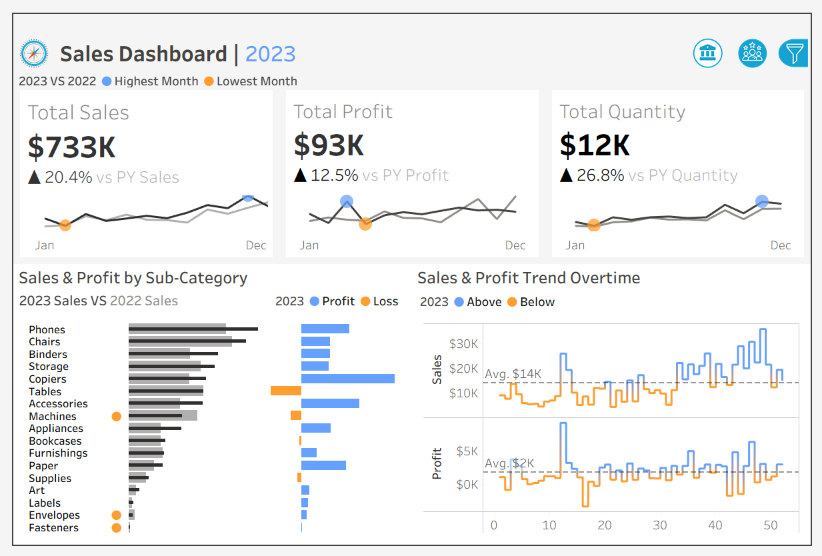 Sales Dashboard | 2023
2023 VS 2022 Highest Month Lowest Month
Total Sales
$733K
▲ 20.4% vs PY Sales
Jan Dec
Total Profit
$93K
▲ 12.5% vs PY Profit
Jan Dec
Total Quantity
$12K
▲ 26.8% vs PY Quantity
Jan Dec
Sales & Profit by Sub-Category
2023 Sales VS 2022 Sales
2023 Profit Loss
Phones
Chairs
Binders
Storage
Copiers
Tables
Accessories
Machines
Appliances
Bookcases
Furnishings
Paper
Supplies
Art
Labels
Envelopes
Fasteners
Sales & Profit Trend Overtime
2023 Above Below
Sales
$30K
$20K
Avg. $14K
$10K
Profit
$5K
Avg. $2K
$0K
0 10 20 30 40 50